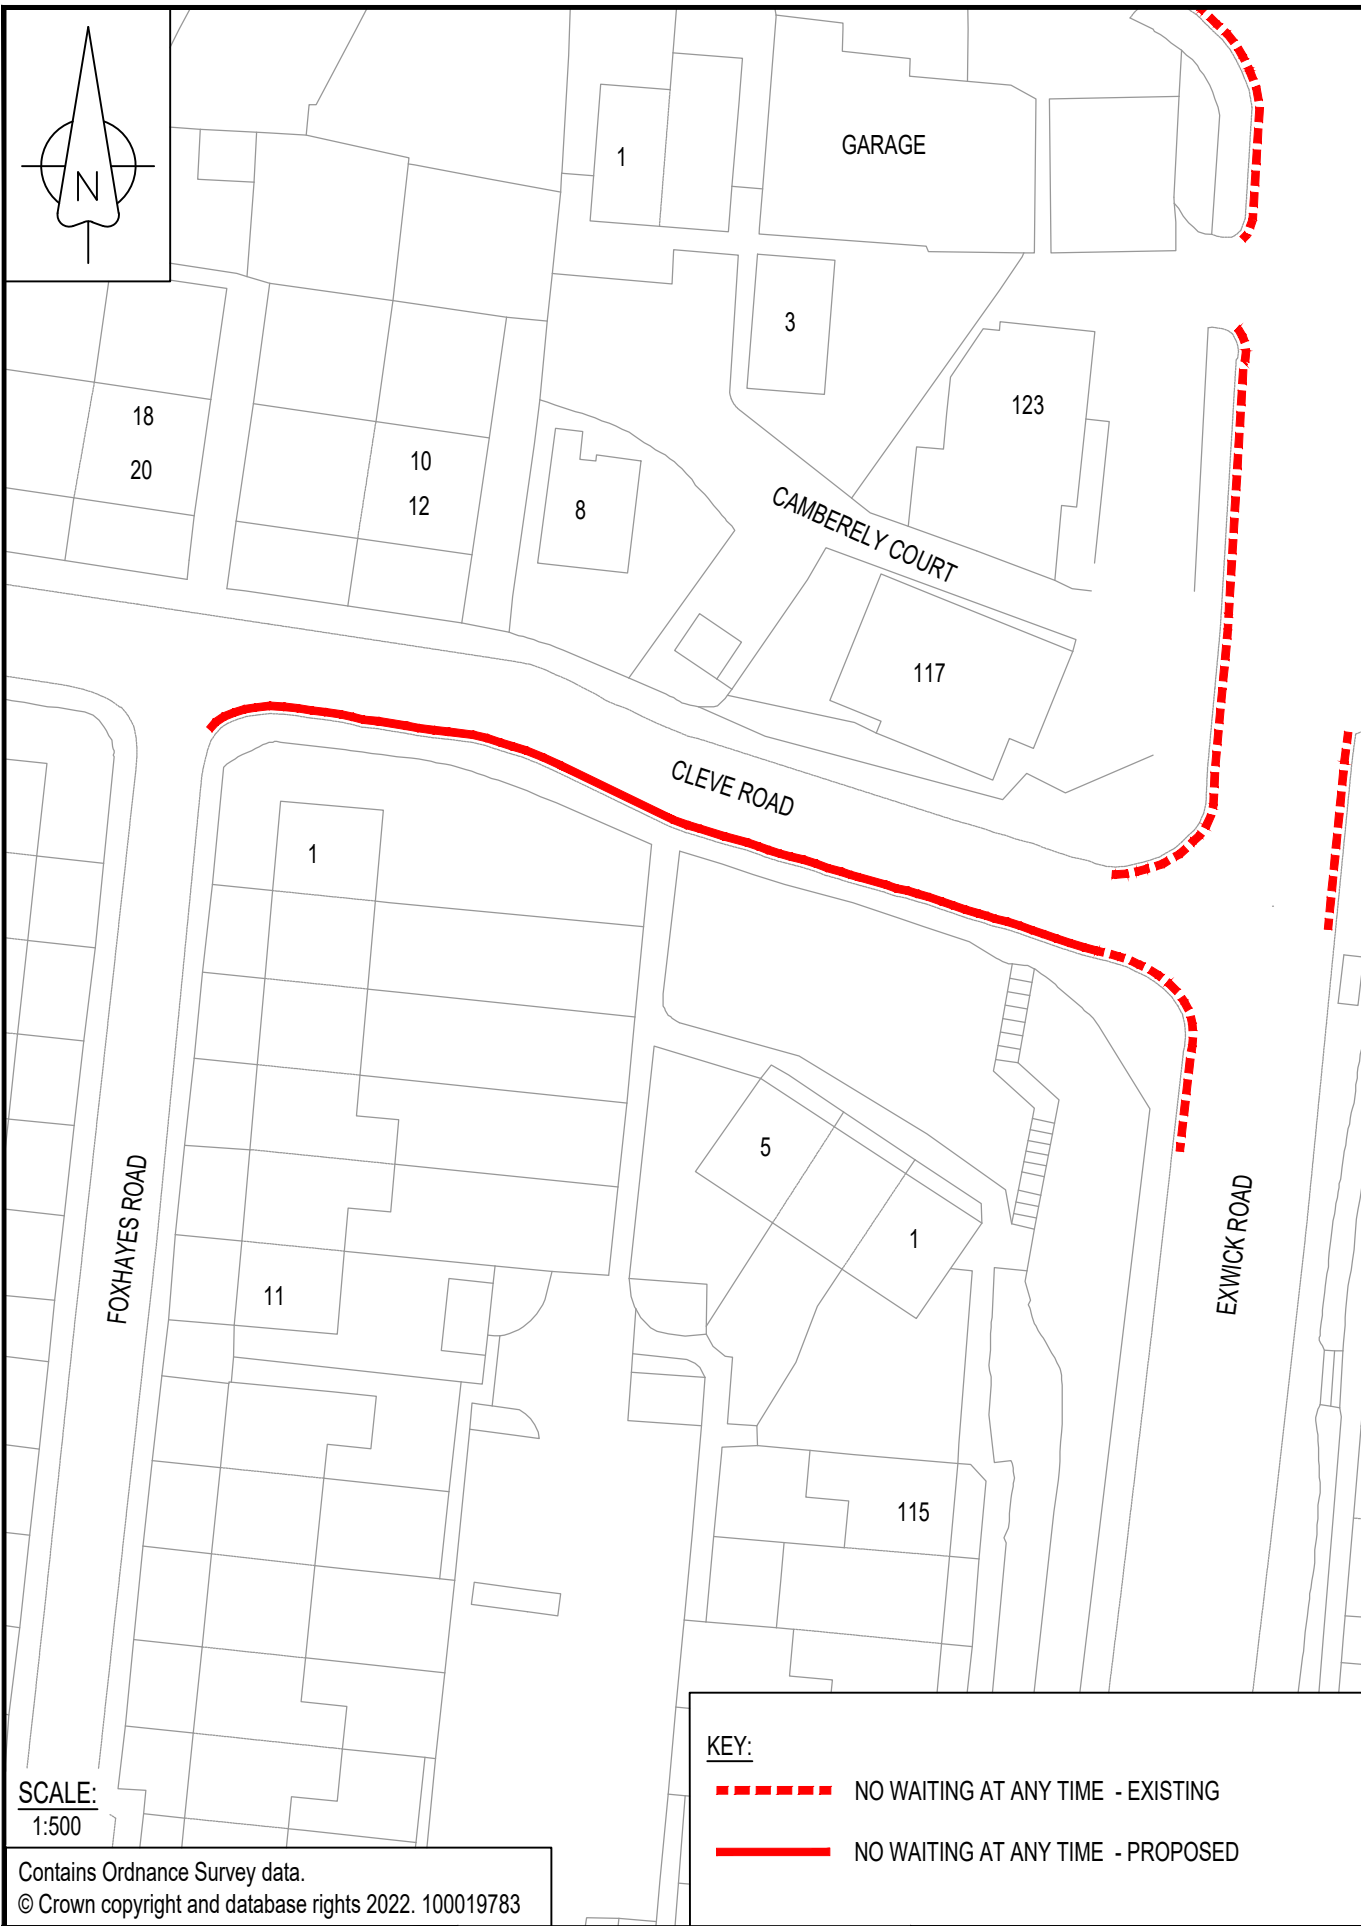 N
1
GARAGE
3
123
18
20
10
12
8
CAMBERELY COURT
117
CLEVE ROAD
1
5
1
FOXHAYES ROAD
EXWICK ROAD
11
115
SCALE:
1:500
KEY:
NO WAITING AT ANY TIME - EXISTING
NO WAITING AT ANY TIME - PROPOSED
Contains Ordnance Survey data.
© Crown copyright and database rights 2022. 100019783